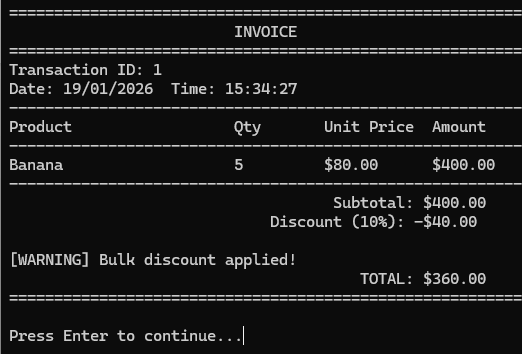 ==========================================================
INVOICE
==========================================================
Transaction ID: 1
Date: 19/01/2026  Time: 15:34:27
----------------------------------------------------------
Product                  Qty       Unit Price  Amount
----------------------------------------------------------
Banana                   5         $80.00      $400.00
----------------------------------------------------------
Subtotal: $400.00
Discount (10%): -$40.00
[WARNING] Bulk discount applied!
TOTAL: $360.00
==========================================================
Press Enter to continue...